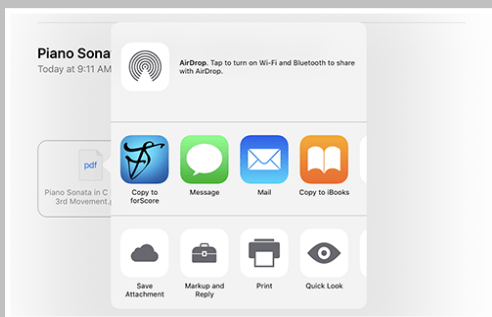 Piano Sona
Today at 9:11 AM
AirDrop. Tap to turn on Wi-Fi and Bluetooth to share
with AirDrop.
pdf
Piano Sonata in C
3rd Movement.
Copy to
forScore
Message
Mail
Copy to iBooks
Save
Attachment
Markup and
Reply
Print
Quick Look